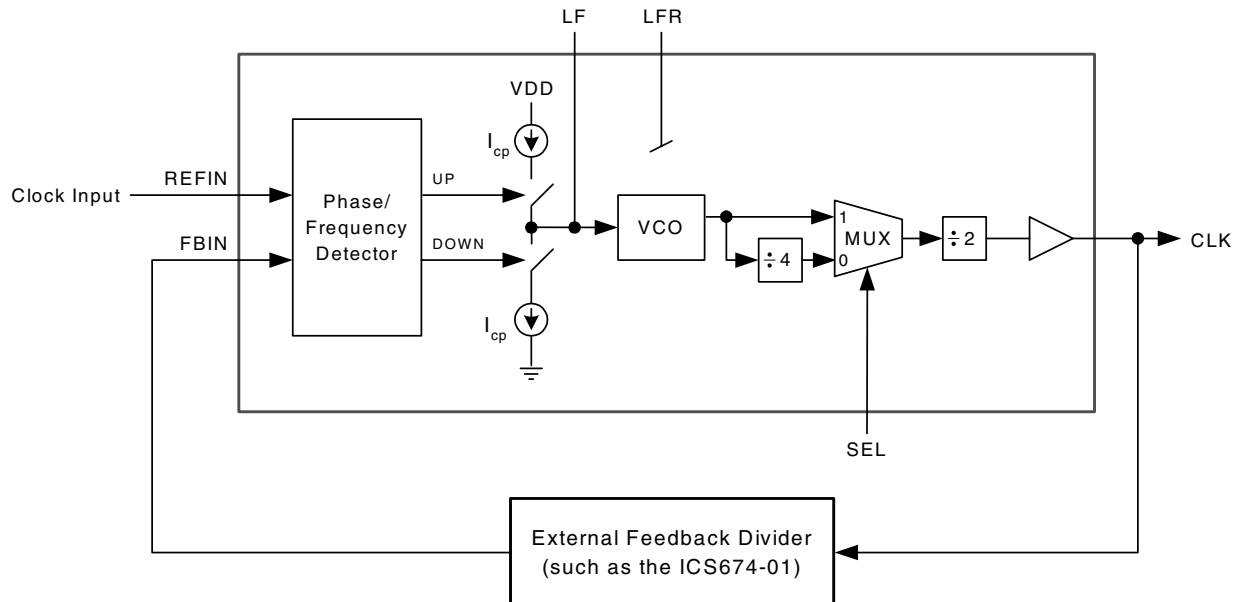 LF
LFR
VDD
Icp
Clock Input
REFIN
FBIN
Phase/
Frequency
Detector
UP
DOWN
Icp
VCO
÷4
1
MUX
0
÷2
CLK
SEL
External Feedback Divider
(such as the ICS674-01)